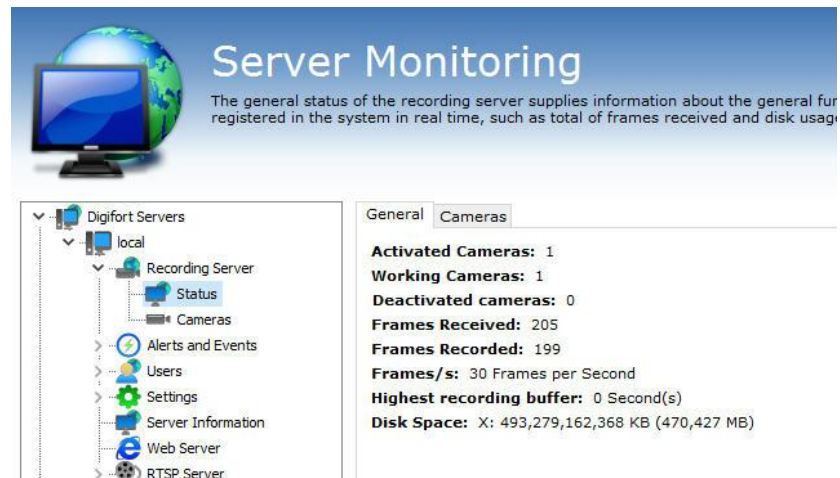 Server Monitoring
The general status of the recording server supplies information about the general fun
registered in the system in real time, such as total of frames received and disk usage
Digifort Servers
local
Recording Server
Status
Cameras
Alerts and Events
Users
Settings
Server Information
Web Server
RTSP Server
General
Cameras
Activated Cameras: 1
Working Cameras: 1
Deactivated cameras: 0
Frames Received: 205
Frames Recorded: 199
Frames/s: 30 Frames per Second
Highest recording buffer: 0 Second(s)
Disk Space: X: 493,279,162,368 KB (470,427 MB)